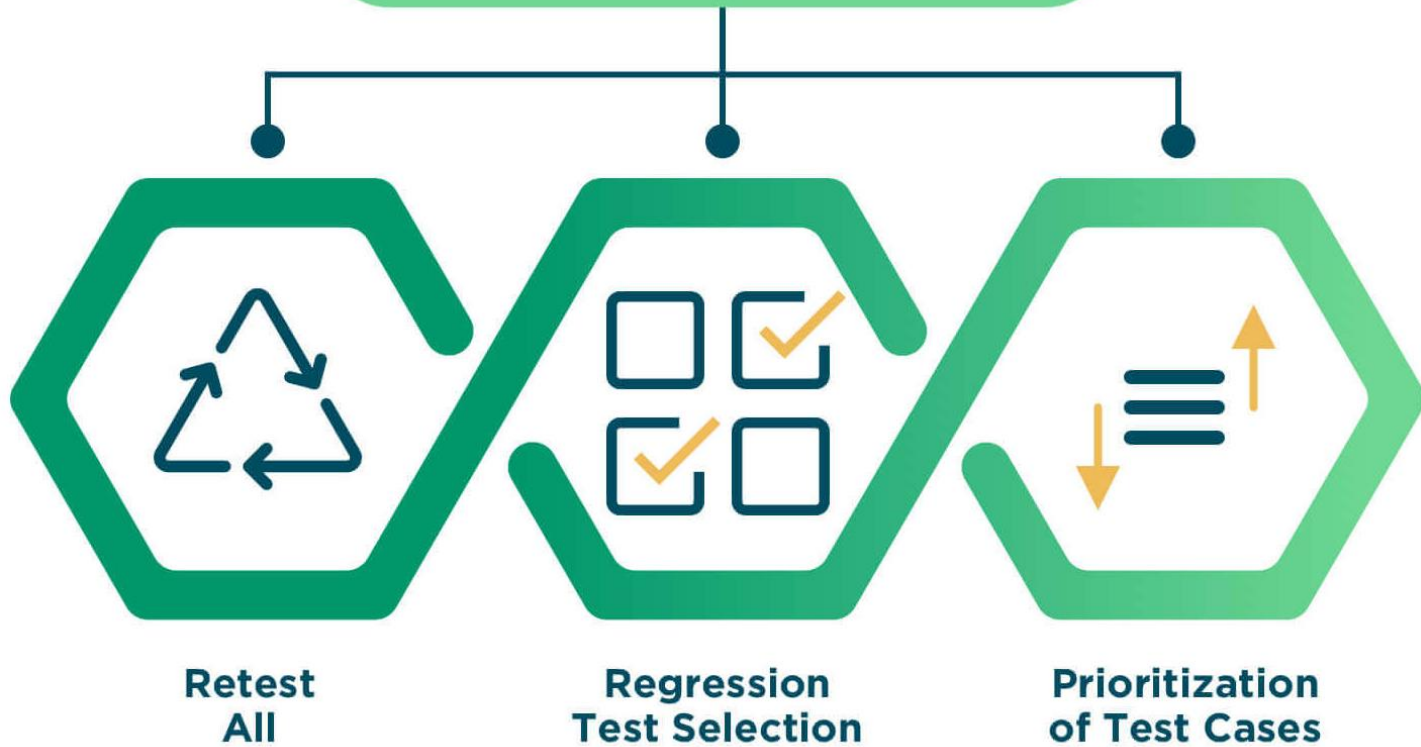 Retest
All
Regression
Test Selection
Prioritization
of Test Cases